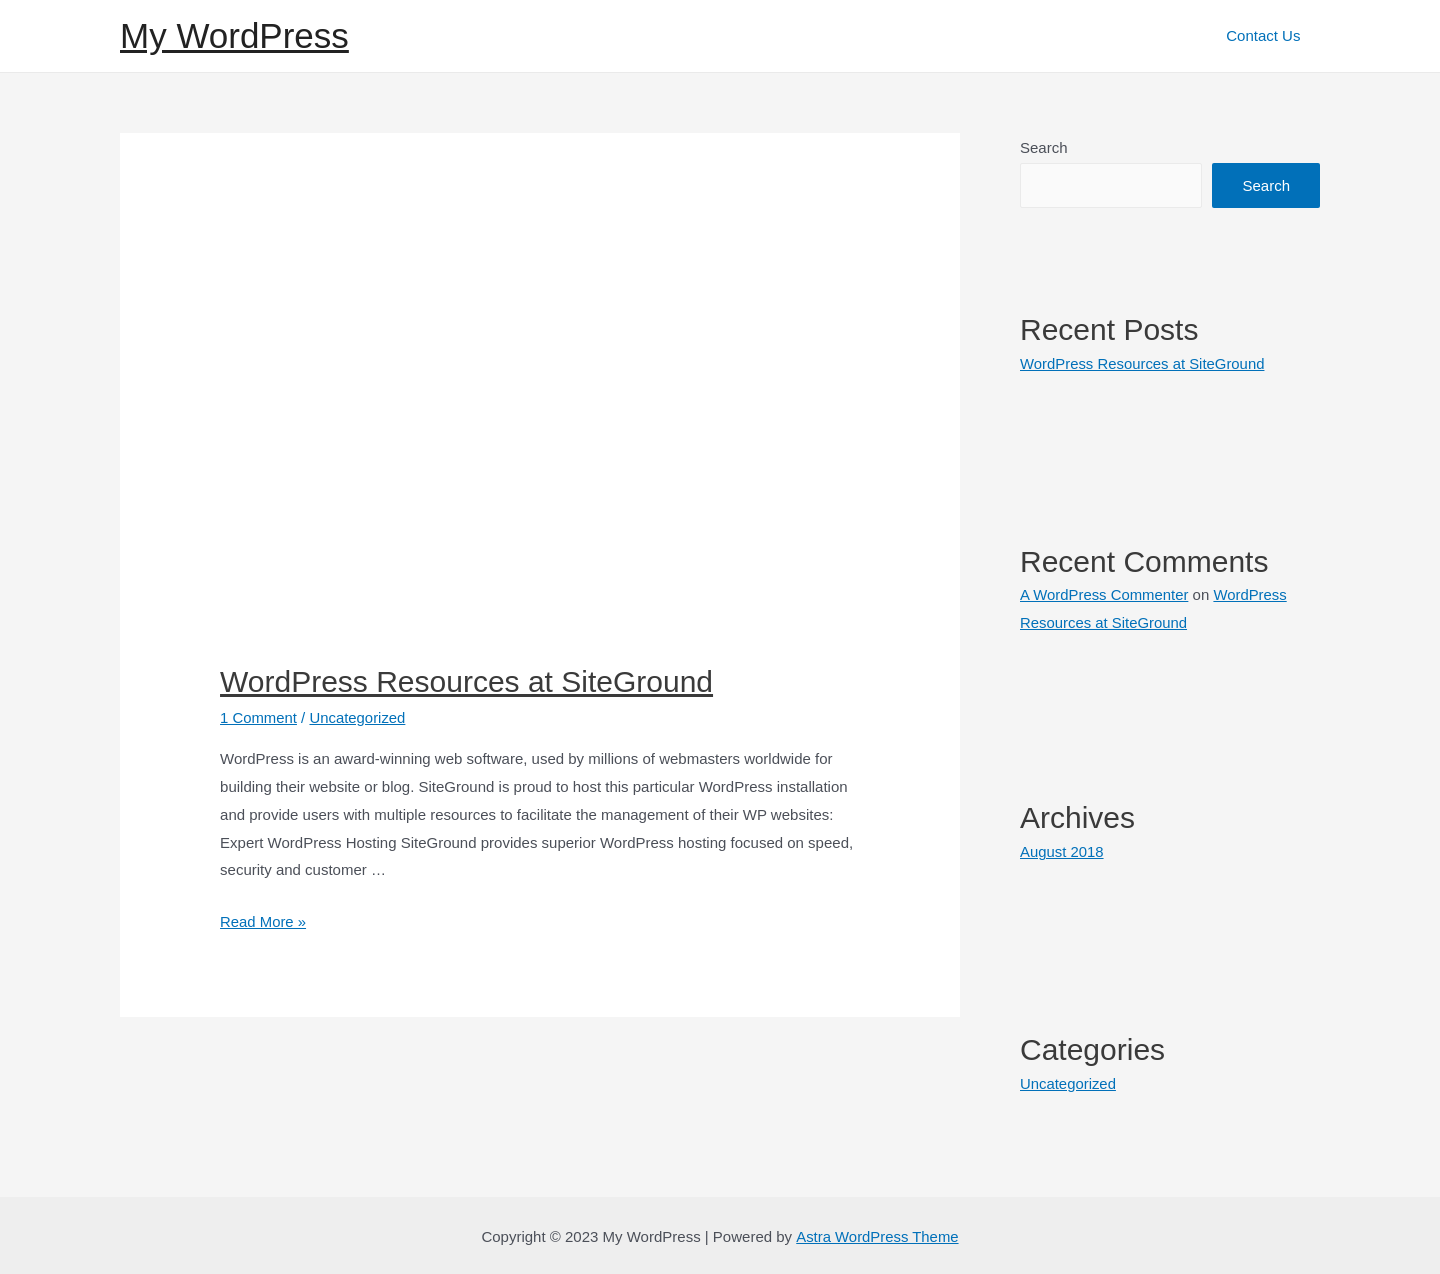 My WordPress
Contact Us
WordPress Resources at SiteGround
1 Comment / Uncategorized
WordPress is an award-winning web software, used by millions of webmasters worldwide for
building their website or blog. SiteGround is proud to host this particular WordPress installation
and provide users with multiple resources to facilitate the management of their WP websites:
Expert WordPress Hosting SiteGround provides superior WordPress hosting focused on speed,
security and customer …
Read More »
Search
Search
Recent Posts
WordPress Resources at SiteGround
Recent Comments
A WordPress Commenter on WordPress
Resources at SiteGround
Archives
August 2018
Categories
Uncategorized
Copyright © 2023 My WordPress | Powered by Astra WordPress Theme